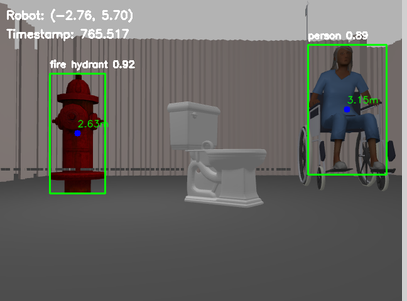 Robot: (-2.76, 5.70)
Timestamp: 765.517
person 0.89
fire hydrant 0.92
3.15m
2.63m